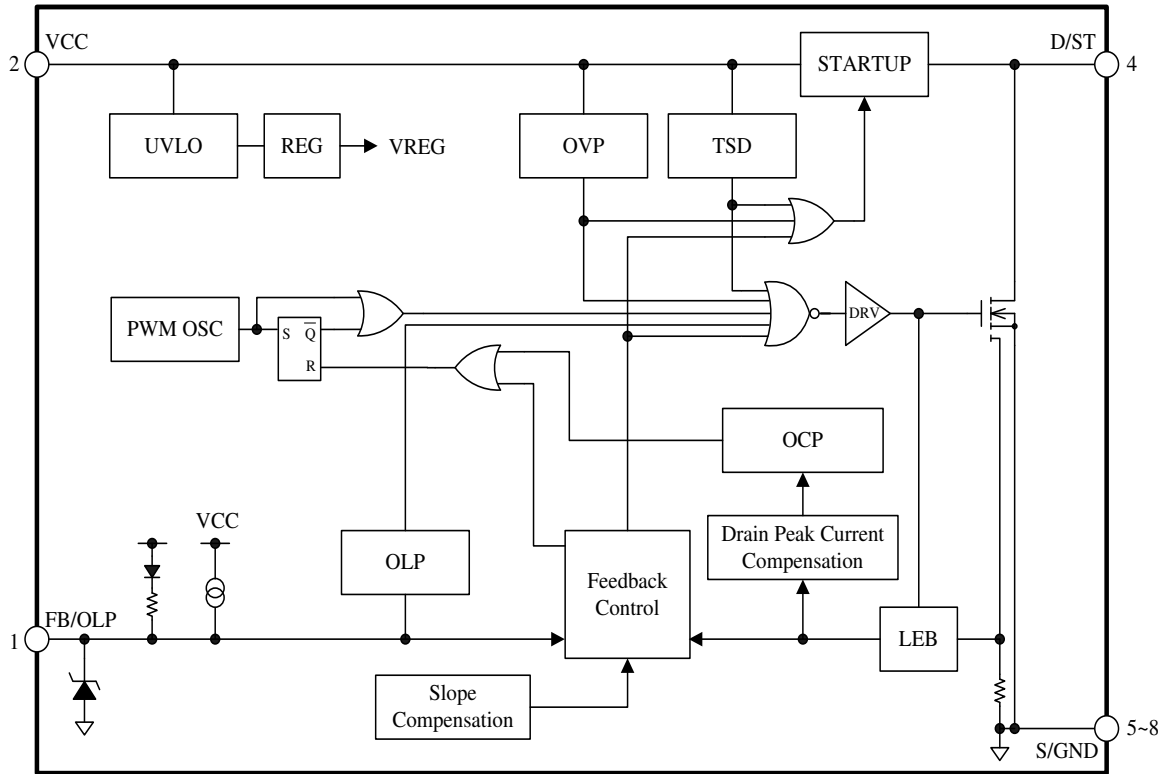 VCC
D/ST
2
STARTUP
4
UVLO
REG
VREG
OVP
TSD
PWM OSC
S
Q
R
DRV
OCP
VCC
OLP
Feedback
Control
Drain Peak Current
Compensation
FB/OLP
1
LEB
Slope
Compensation
5~8
S/GND